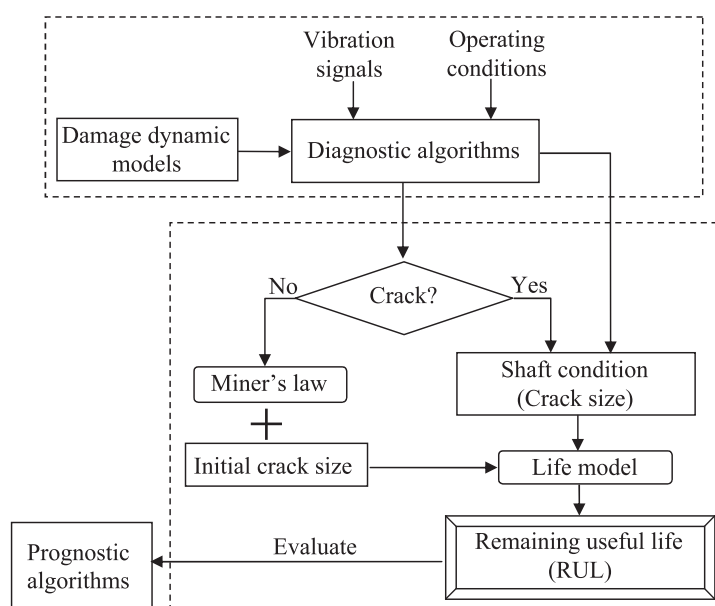 Vibration
signals
Operating
conditions
Damage dynamic
models
Diagnostic algorithms
No
Crack?
Yes
Miner's law
+
Shaft condition
(Crack size)
Initial crack size
Life model
Prognostic
algorithms
Evaluate
Remaining useful life
(RUL)